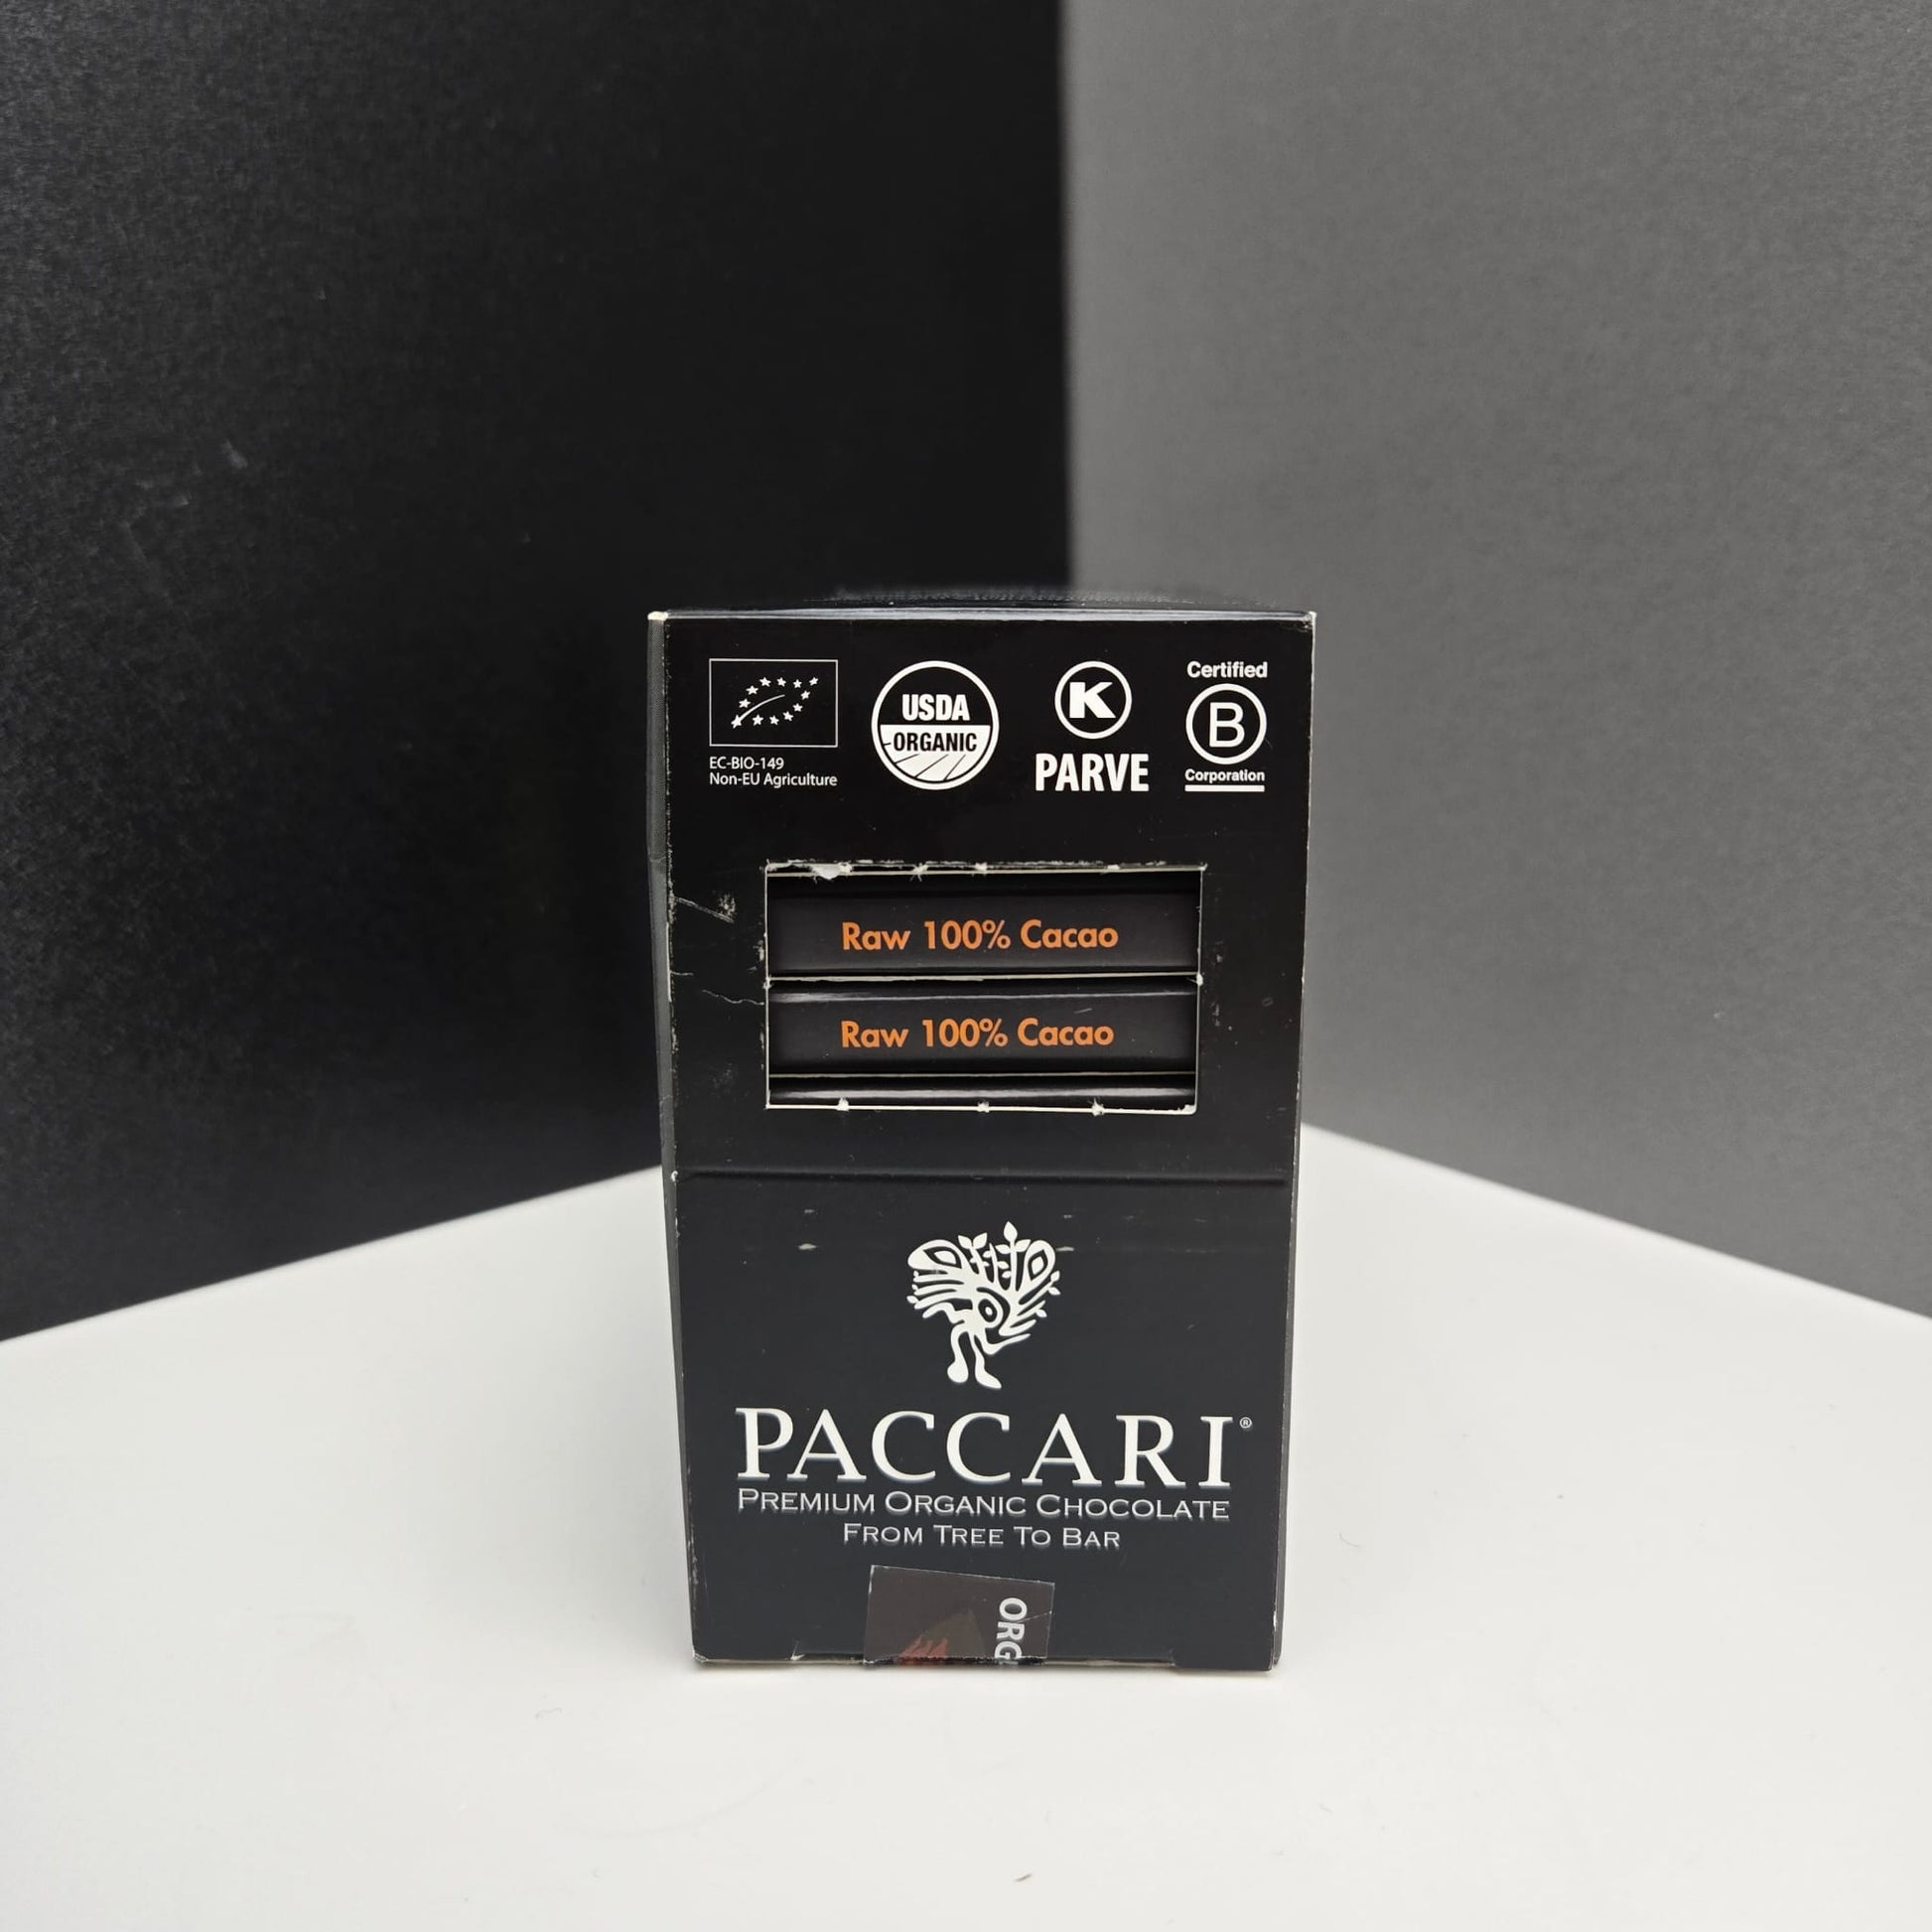 EC-BIO-149
Non-EU Agriculture
USDA
ORGANIC
K
PARVE
Certified
B
Corporation
Raw 100% Cacao
Raw 100% Cacao
PACCARI®
PREMIUM ORGANIC CHOCOLATE
FROM TREE TO BAR
ORG